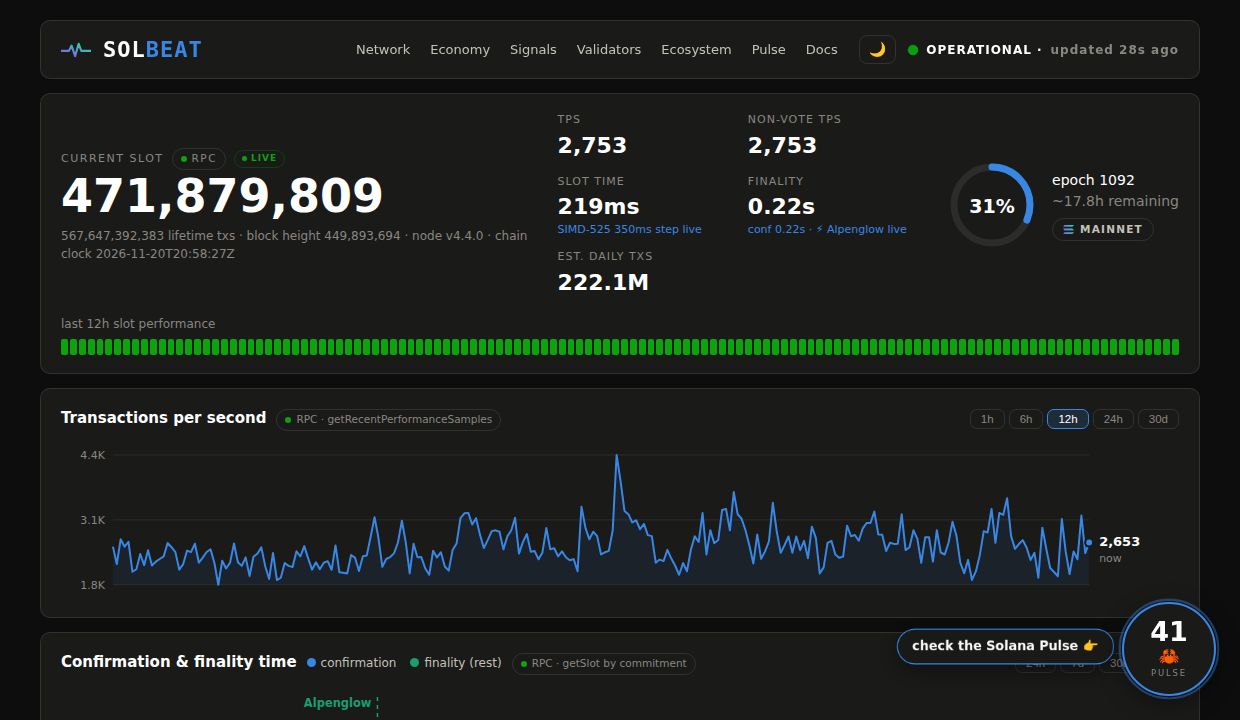 SOLBEAT
Network Economy Signals Validators Ecosystem Pulse Docs 🌙 OPERATIONAL · updated 28s ago
CURRENT SLOT RPC LIVE
471,879,809
567,647,392,383 lifetime txs · block height 449,893,694 · node v4.4.0 · chain
clock 2026-11-20T20:58:27Z
TPS
2,753
NON-VOTE TPS
2,753
SLOT TIME
219ms
SIMD-525 350ms step live
FINALITY
0.22s
conf 0.22s · ⚡ Alpenglow live
EST. DAILY TXS
222.1M
31%
epoch 1092
~17.8h remaining
MAINNET
last 12h slot performance
Transactions per second RPC · getRecentPerformanceSamples
1h 6h 12h 24h 30d
4.4K
3.1K
1.8K
2,653
now
Confirmation & finality time confirmation finality (rest) RPC · getSlot by commitment
Alpenglow
check the Solana Pulse 👉
41
🦀
PULSE